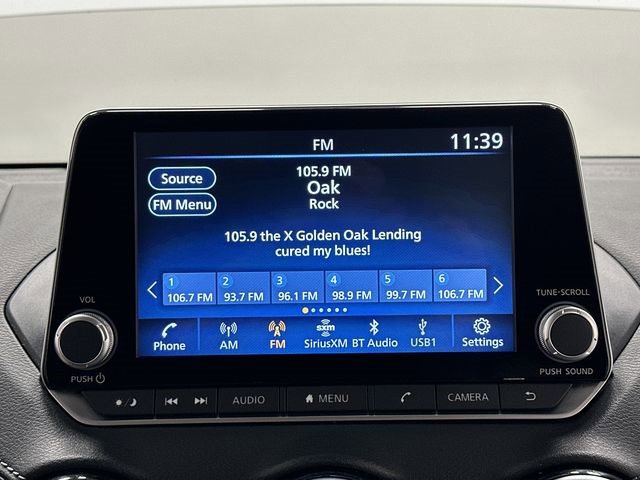 FM
11:39
Source
105.9 FM
FM Menu
Oak
Rock
105.9 the X Golden Oak Lending
cured my blues!
1 2 3 4 5 6
106.7 FM 93.7 FM 96.1 FM 98.9 FM 99.7 FM 106.7 FM
Phone AM FM SiriusXM BT Audio USB1 Settings
sxm
VOL
TUNE·SCROLL
PUSH
PUSH SOUND
AUDIO MENU CAMERA